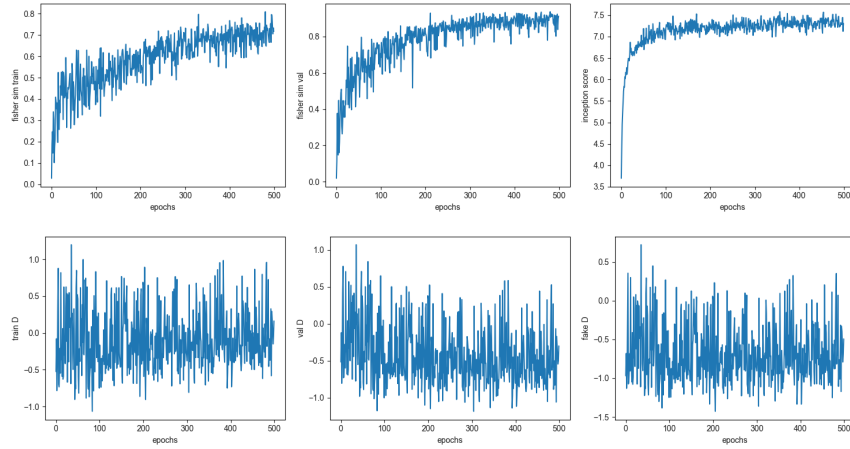 0.8
0.7
0.6
0.5
0.4
0.3
0.2
0.1
0.0
fisher sim train
0 100 200 300 400 500
epochs
0.8
0.6
0.4
0.2
0.0
fisher sim val
0 100 200 300 400 500
epochs
7.5
7.0
6.5
6.0
5.5
5.0
4.5
4.0
3.5
inception score
0 100 200 300 400 500
epochs
1.0
0.5
0.0
−0.5
−1.0
train D
0 100 200 300 400 500
epochs
1.0
0.5
0.0
−0.5
−1.0
val D
0 100 200 300 400 500
epochs
0.5
0.0
−0.5
−1.0
−1.5
fake D
0 100 200 300 400 500
epochs